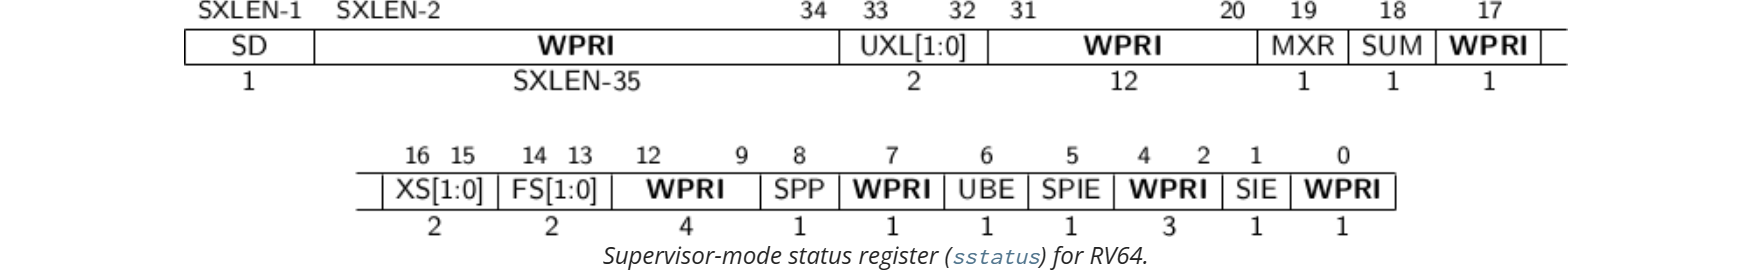 SXLEN-1 SXLEN-2 34 33 32 31 20 19 18 17
SD WPRI UXL[1:0] WPRI MXR SUM WPRI
1 SXLEN-35 2 12 1 1 1
16 15 14 13 12 9 8 7 6 5 4 2 1 0
XS[1:0] FS[1:0] WPRI SPP WPRI UBE SPIE WPRI SIE WPRI
2 2 4 1 1 1 1 3 1 1
Supervisor-mode status register (sstatus) for RV64.